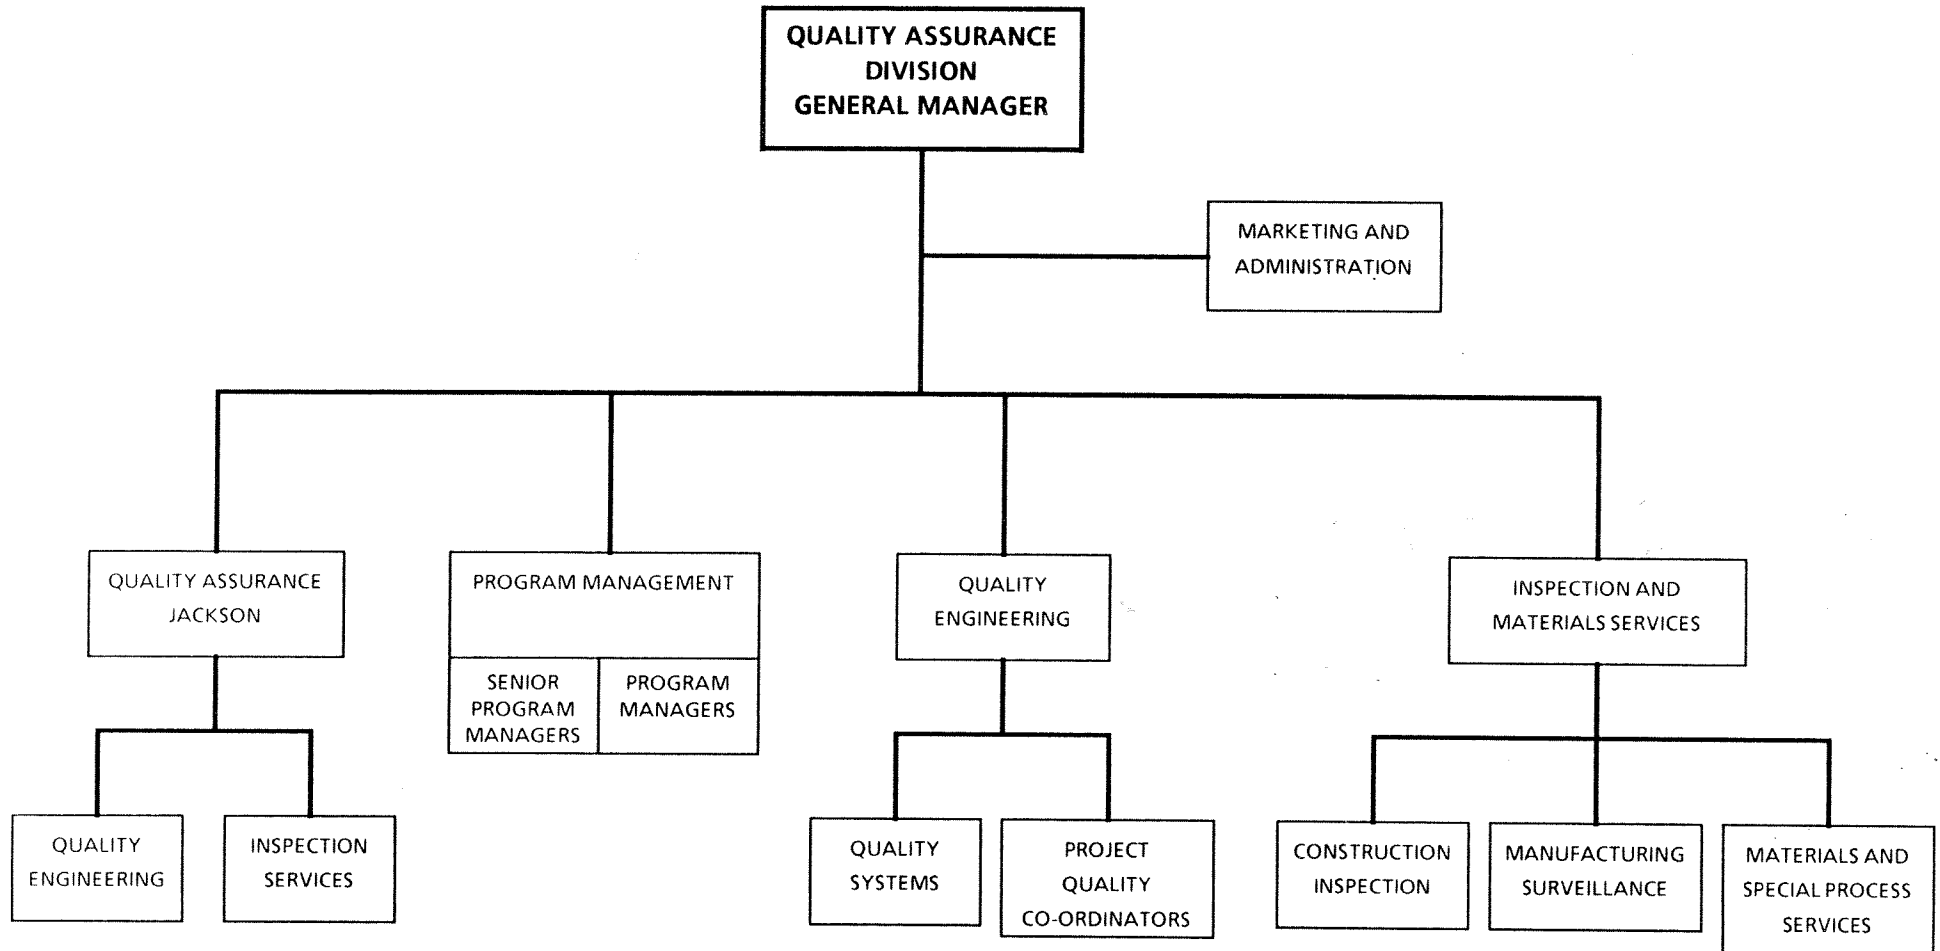 QUALITY ASSURANCE
DIVISION
GENERAL MANAGER
MARKETING AND
ADMINISTRATION
QUALITY ASSURANCE
JACKSON
PROGRAM MANAGEMENT
SENIOR
PROGRAM
MANAGERS
PROGRAM
MANAGERS
QUALITY
ENGINEERING
INSPECTION AND
MATERIALS SERVICES
QUALITY
ENGINEERING
INSPECTION
SERVICES
QUALITY
SYSTEMS
PROJECT
QUALITY
CO-ORDINATORS
CONSTRUCTION
INSPECTION
MANUFACTURING
SURVEILLANCE
MATERIALS AND
SPECIAL PROCESS
SERVICES